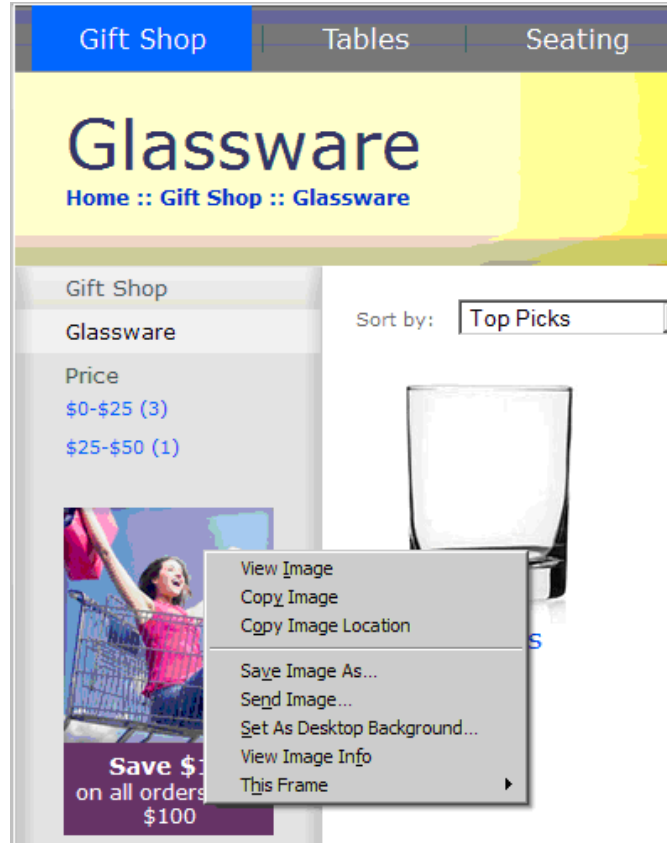 Gift Shop Tables Seating
Glassware
Home :: Gift Shop :: Glassware
Gift Shop
Glassware
Price
$0-$25 (3)
$25-$50 (1)
Sort by: Top Picks
View Image
Copy Image
Copy Image Location
Save Image As...
Send Image...
Set As Desktop Background...
View Image Info
This Frame
Save
on all orders
$100